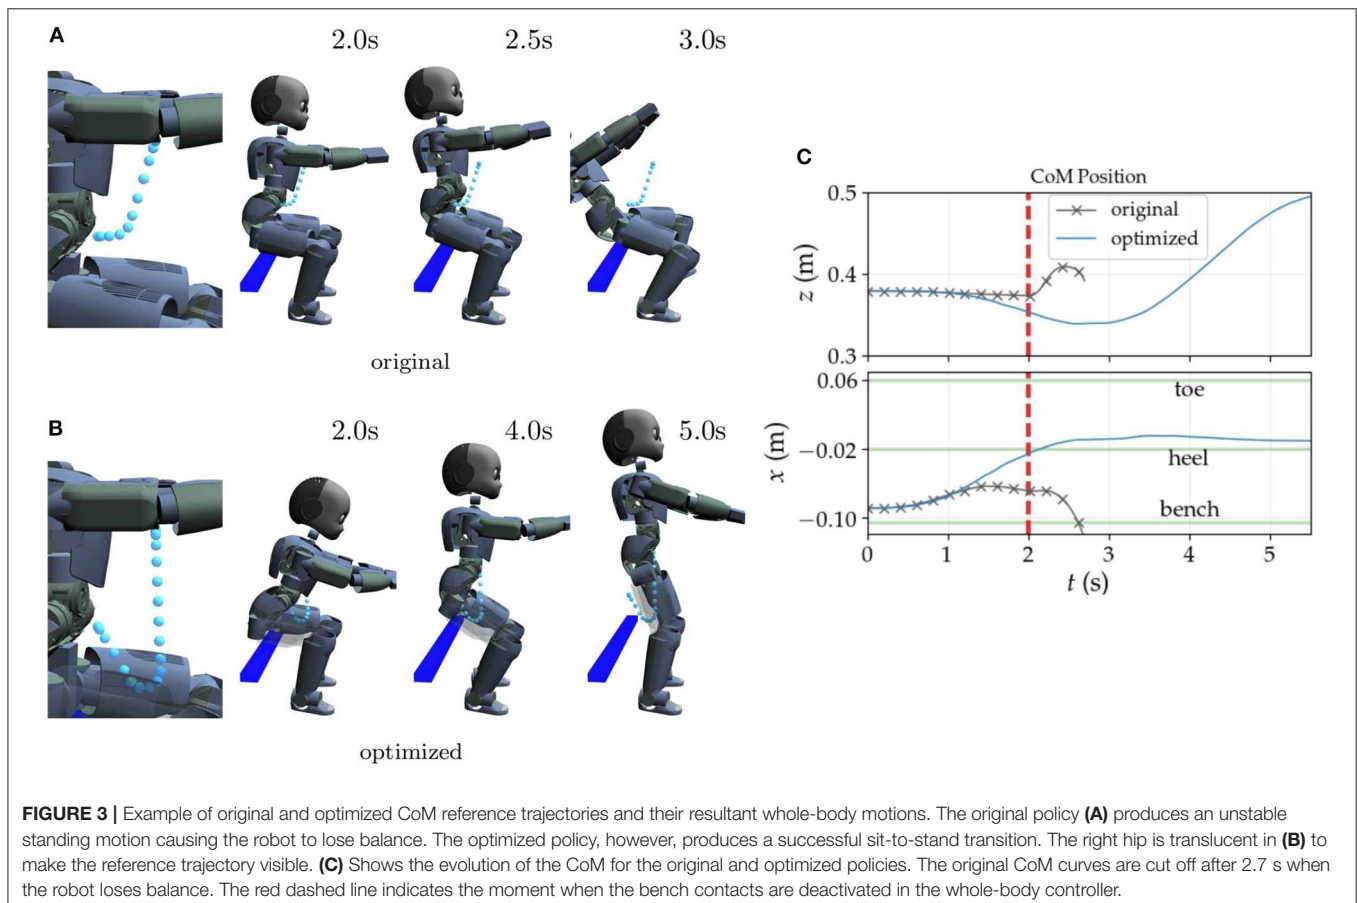 A
2.0s
2.5s
3.0s
original
B
2.0s
4.0s
5.0s
optimized
C
CoM Position
original
optimized
0.5
0.4
0.3
z (m)
0.06
−0.02
−0.10
x (m)
toe
heel
bench
0 1 2 3 4 5
t (s)
FIGURE 3 | Example of original and optimized CoM reference trajectories and their resultant whole-body motions. The original policy (A) produces an unstable
standing motion causing the robot to lose balance. The optimized policy, however, produces a successful sit-to-stand transition. The right hip is translucent in (B) to
make the reference trajectory visible. (C) Shows the evolution of the CoM for the original and optimized policies. The original CoM curves are cut off after 2.7 s when
the robot loses balance. The red dashed line indicates the moment when the bench contacts are deactivated in the whole-body controller.